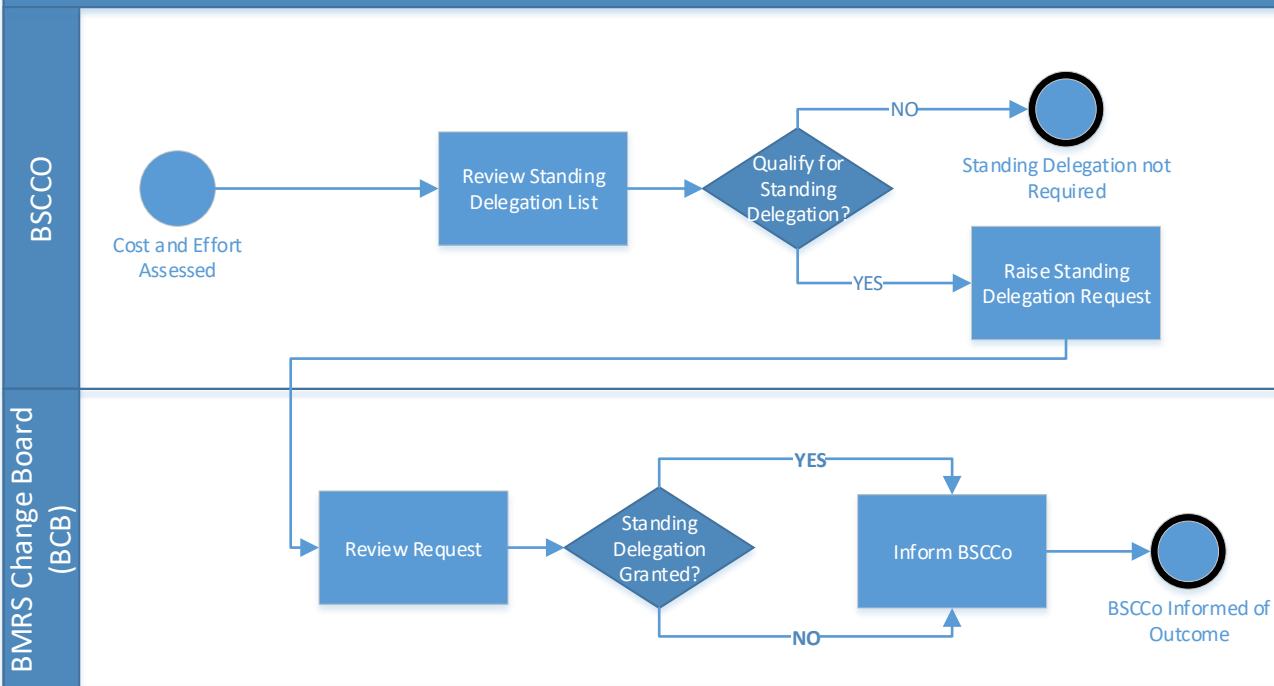 BSCCO
Cost and Effort
Assessed
Review Standing
Delegation List
Qualify for
Standing
Delegation?
NO
Standing Delegation not
Required
YES
Raise Standing
Delegation Request
BMRS Change Board
(BCB)
Review Request
Standing
Delegation
Granted?
YES
NO
Inform BSCCo
BSCCo Informed of
Outcome